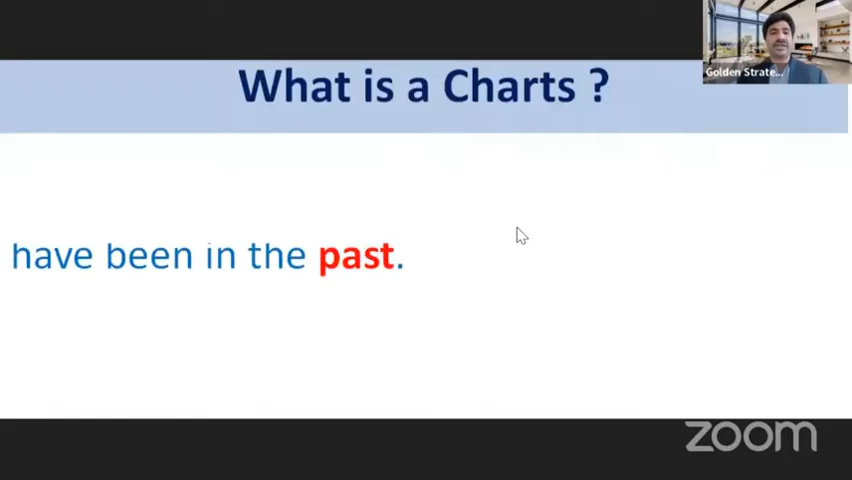 What is a Charts ?
Golden Strate...
have been in the past.
zoom